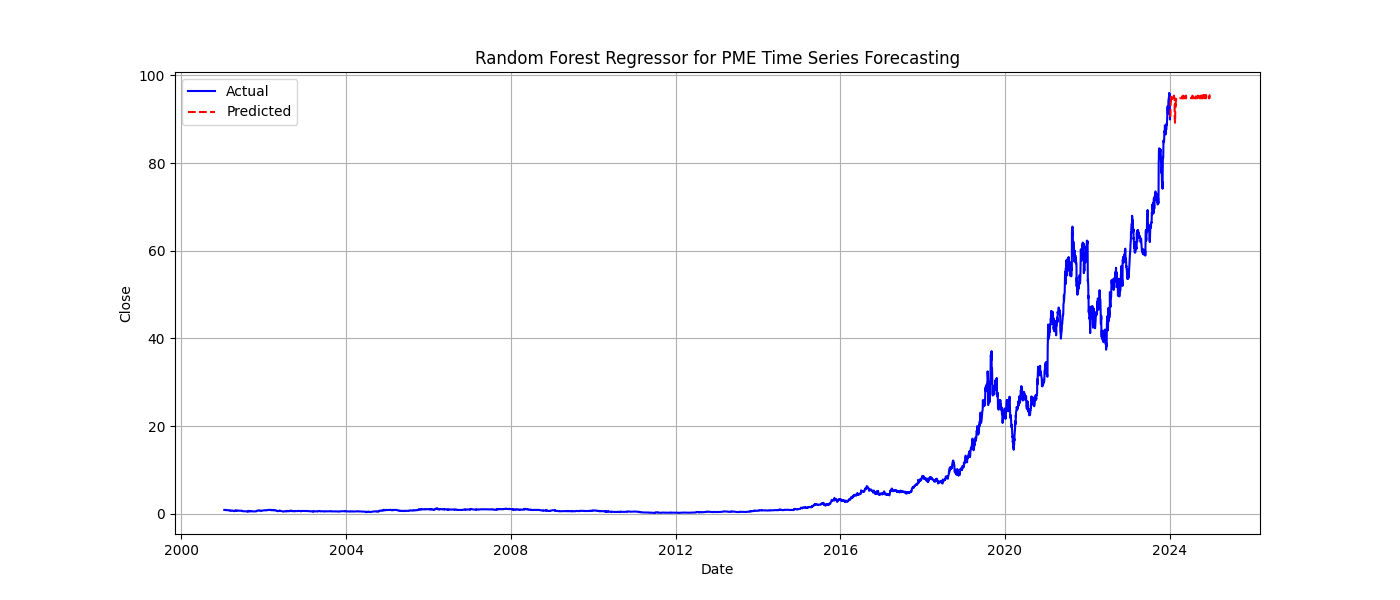 Random Forest Regressor for PME Time Series Forecasting
Actual
Predicted
100
80
60
40
20
0
Close
2000 2004 2008 2012 2016 2020 2024
Date